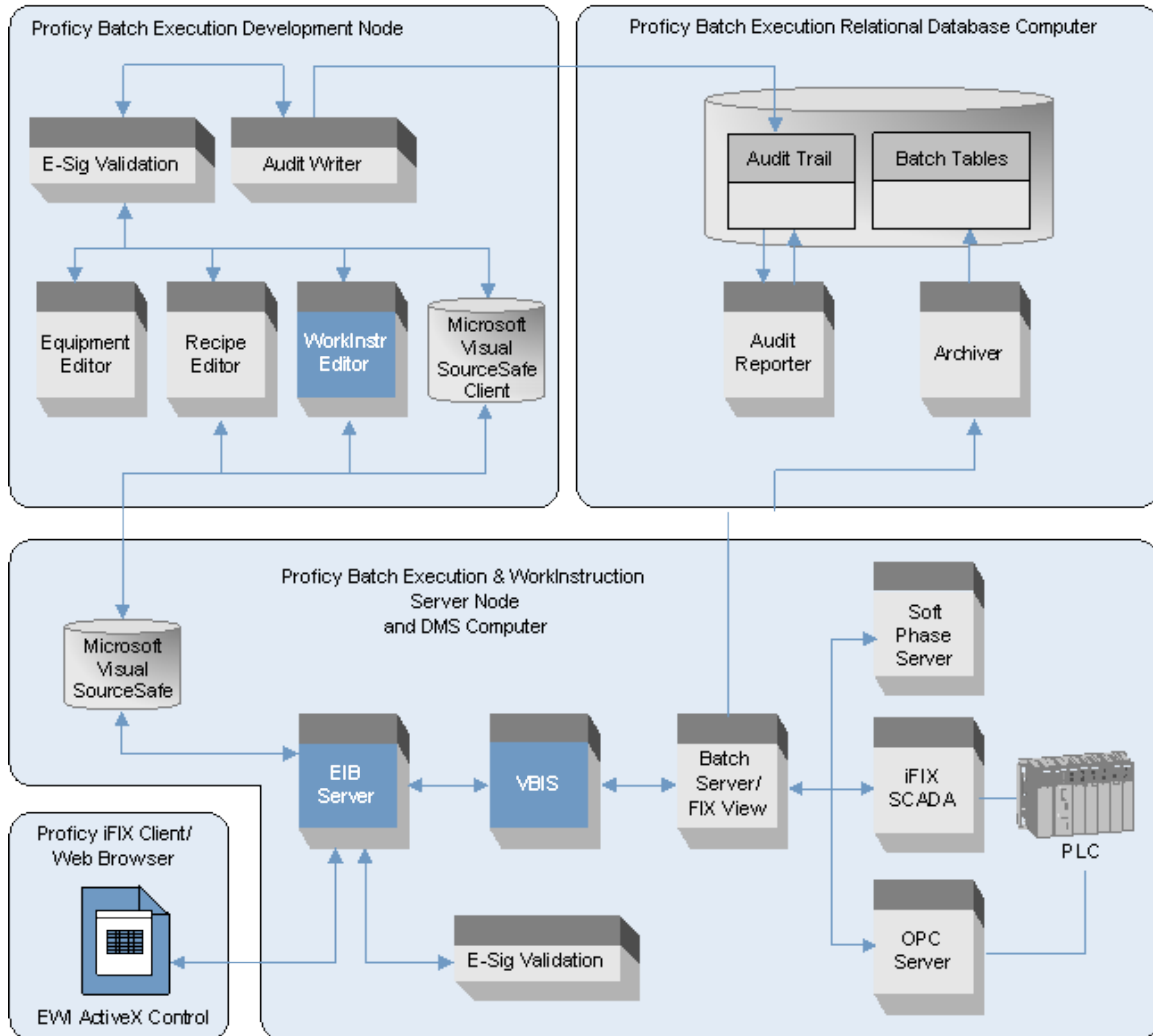 Proficy Batch Execution Development Node
E-Sig Validation
Audit Writer
Equipment
Editor
Recipe
Editor
WorkInstr
Editor
Microsoft
Visual
SourceSafe
Client
Proficy Batch Execution Relational Database Computer
Audit Trail
Batch Tables
Audit
Reporter
Archiver
Proficy Batch Execution & WorkInstruction
Server Node
and DMS Computer
Microsoft
Visual
SourceSafe
EIB
Server
VBIS
Batch
Server/
FIX View
Soft
Phase
Server
iFIX
SCADA
PLC
OPC
Server
E-Sig Validation
Proficy iFIX Client/
Web Browser
EWI ActiveX Control